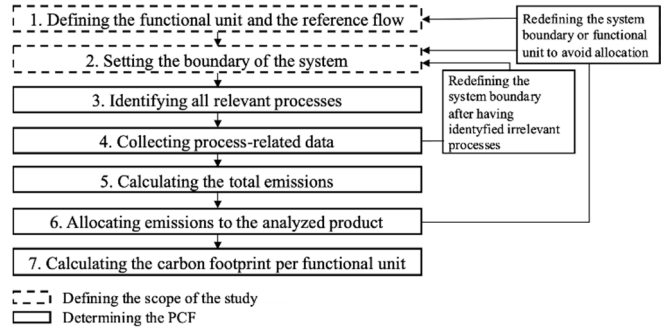 1. Defining the functional unit and the reference flow
2. Setting the boundary of the system
3. Identifying all relevant processes
4. Collecting process-related data
5. Calculating the total emissions
6. Allocating emissions to the analyzed product
7. Calculating the carbon footprint per functional unit
Redefining the system
boundary or functional
unit to avoid allocation
Redefining the
system boundary
after having
identyfied irrelevant
processes
Defining the scope of the study
Determining the PCF